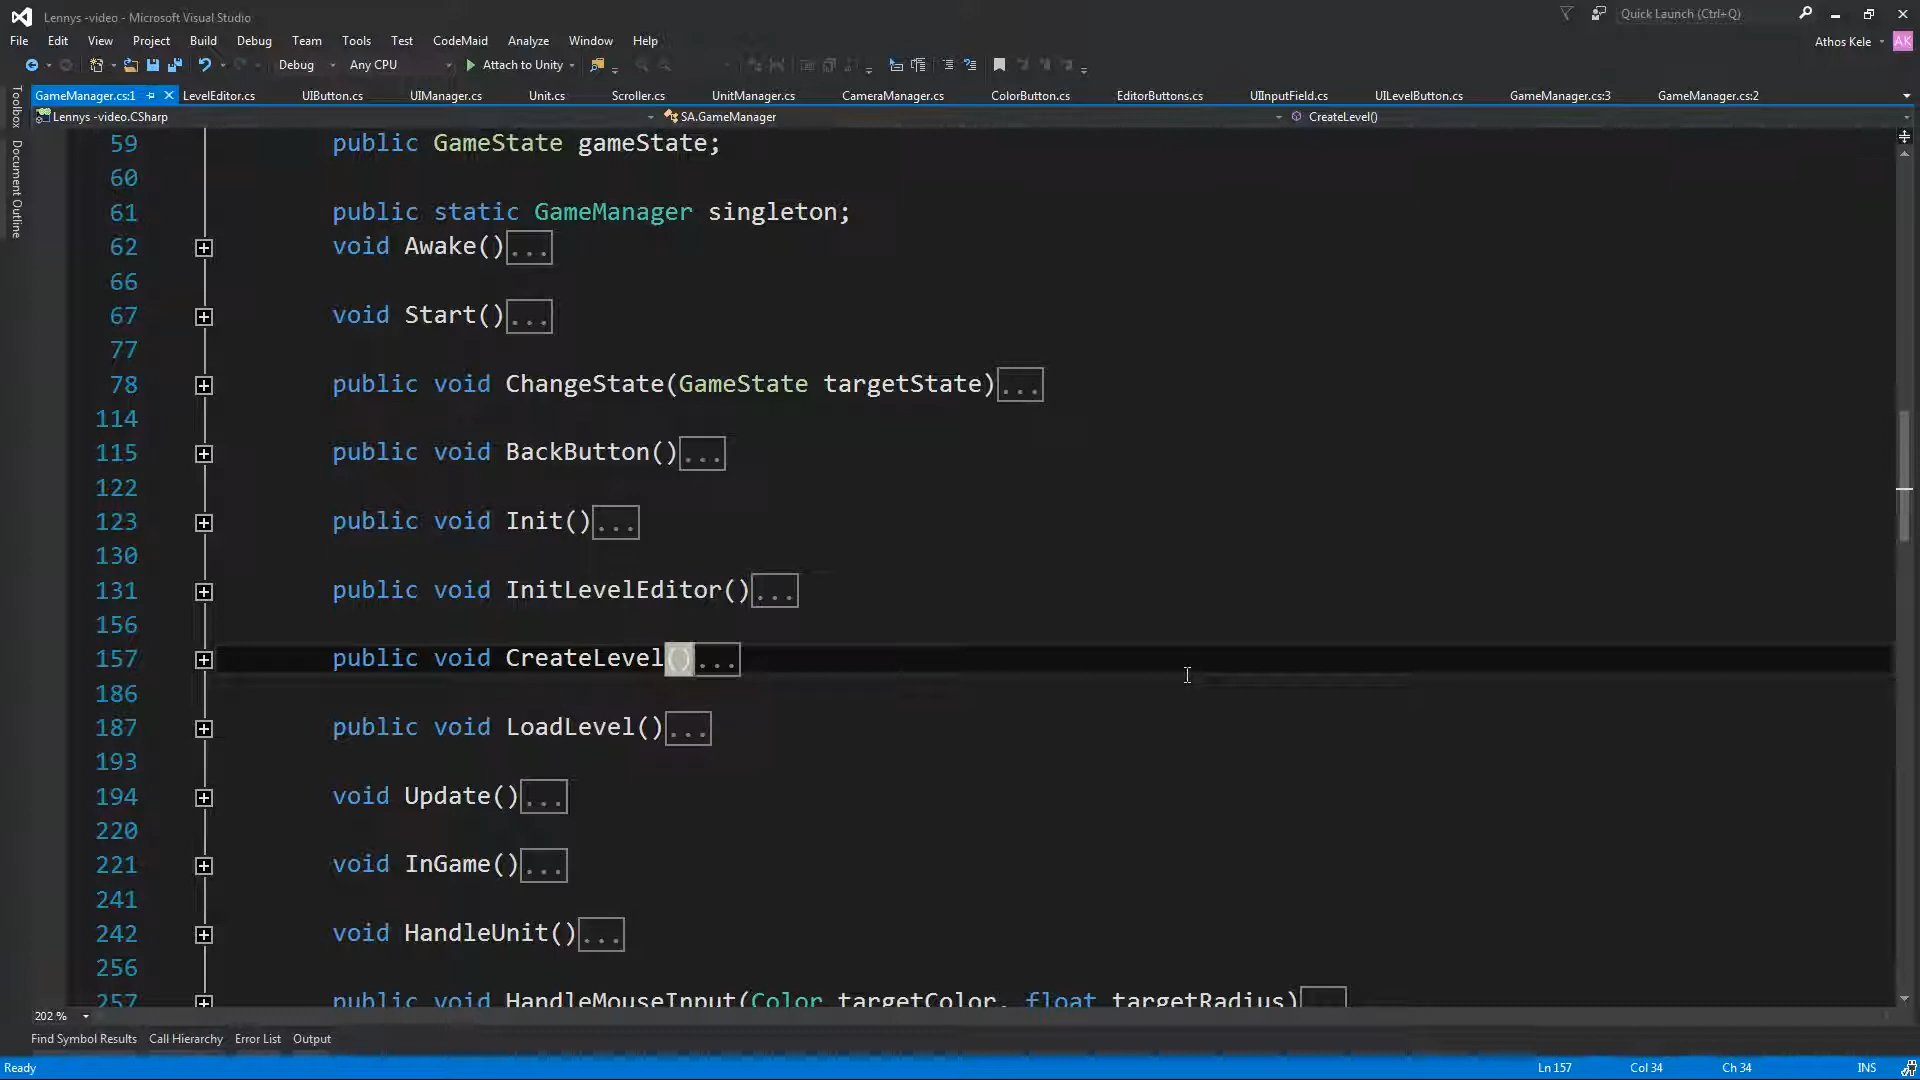 Lennys -video - Microsoft Visual Studio
Quick Launch (Ctrl+Q)
File Edit View Project Build Debug Team Tools Test CodeMaid Analyze Window Help
Athos Kele AK
Debug Any CPU Attach to Unity
GameManager.cs:1 LevelEditor.cs UIButton.cs UIManager.cs Unit.cs Scroller.cs UnitManager.cs CameraManager.cs ColorButton.cs EditorButtons.cs UIInputField.cs UILevelButton.cs GameManager.cs:3 GameManager.cs:2
Lennys -video.CSharp SA.GameManager CreateLevel()
Toolbox
Document Outline
59 public GameState gameState;
60
61 public static GameManager singleton;
62 void Awake()...
66
67 void Start()...
77
78 public void ChangeState(GameState targetState)...
114
115 public void BackButton()...
122
123 public void Init()...
130
131 public void InitLevelEditor()...
156
157 public void CreateLevel()...
186
187 public void LoadLevel()...
193
194 void Update()...
220
221 void InGame()...
241
242 void HandleUnit()...
256
257 public void HandleMouseInput(Color targetColor, float targetRadius)...
202 %
Find Symbol Results Call Hierarchy Error List Output
Ready Ln 157 Col 34 Ch 34 INS